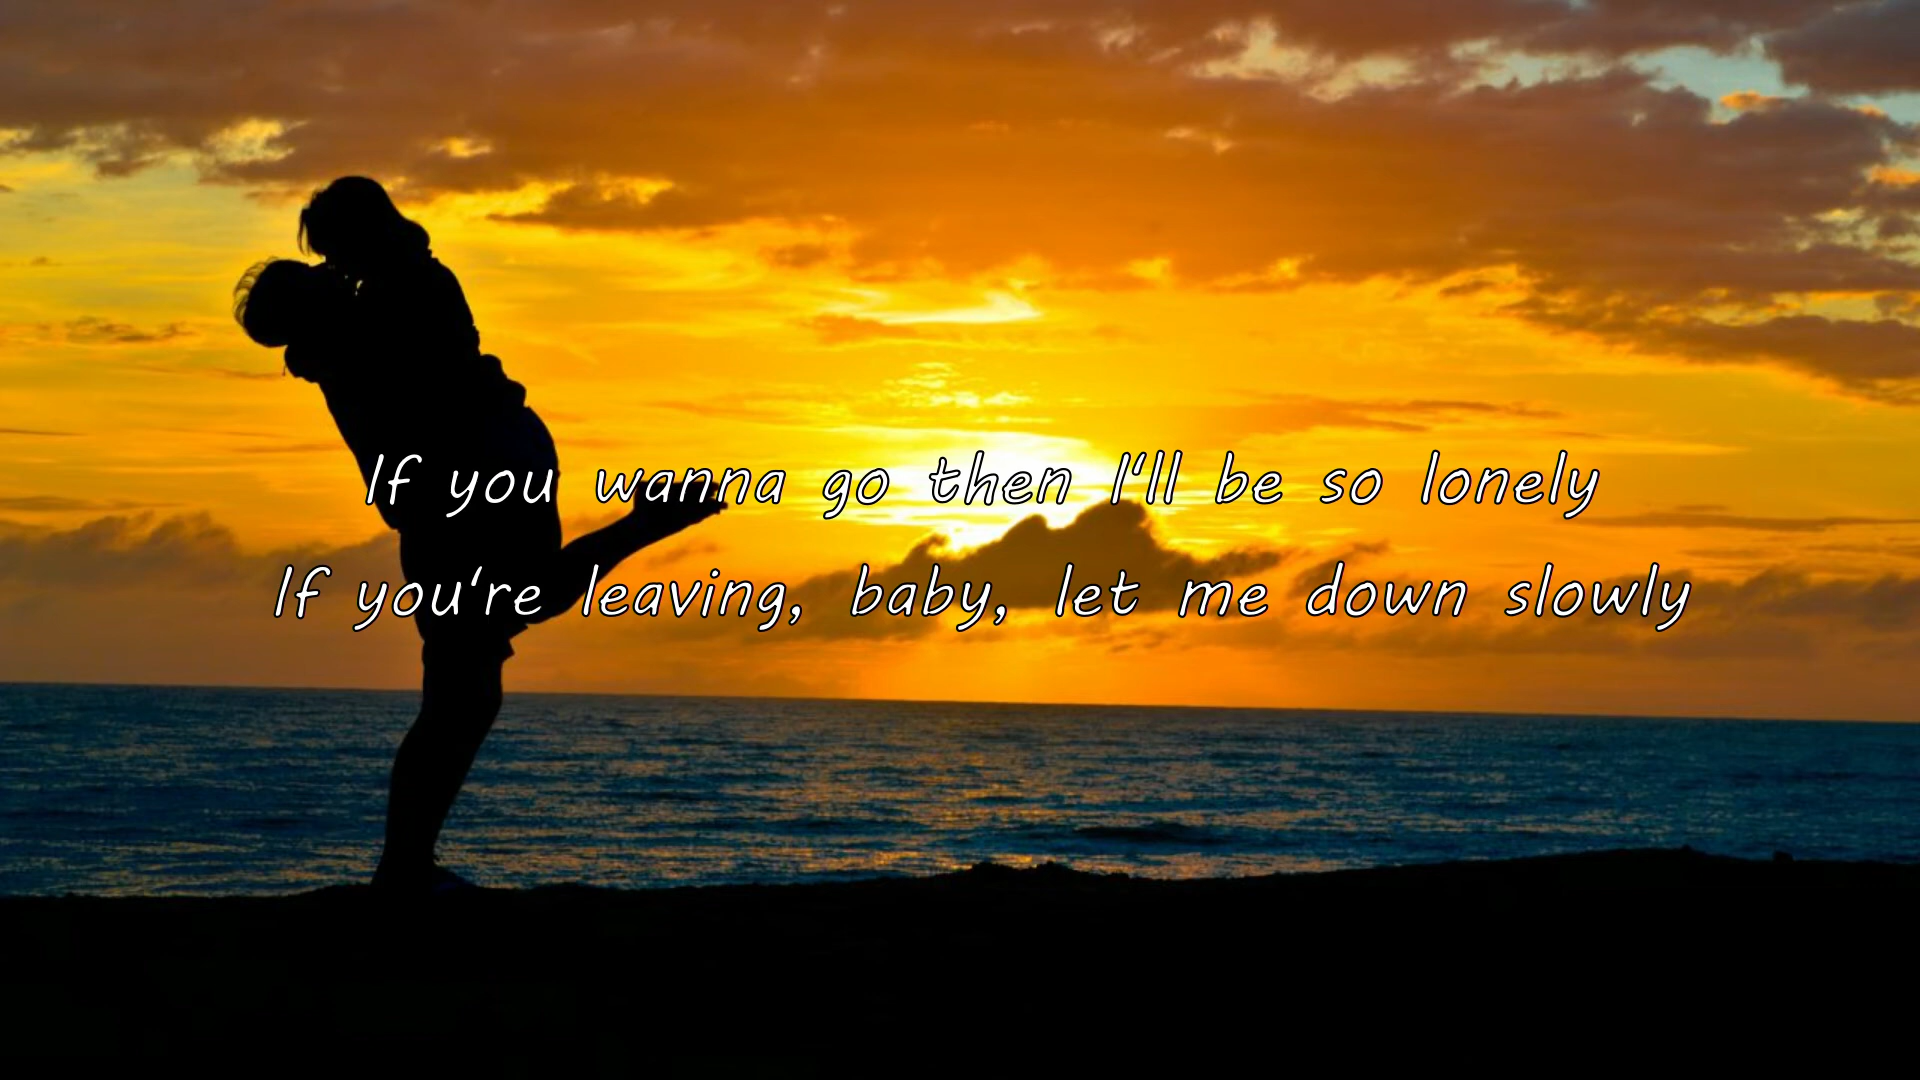 If you wanna go then I'll be so lonely
If you're leaving, baby, let me down slowly